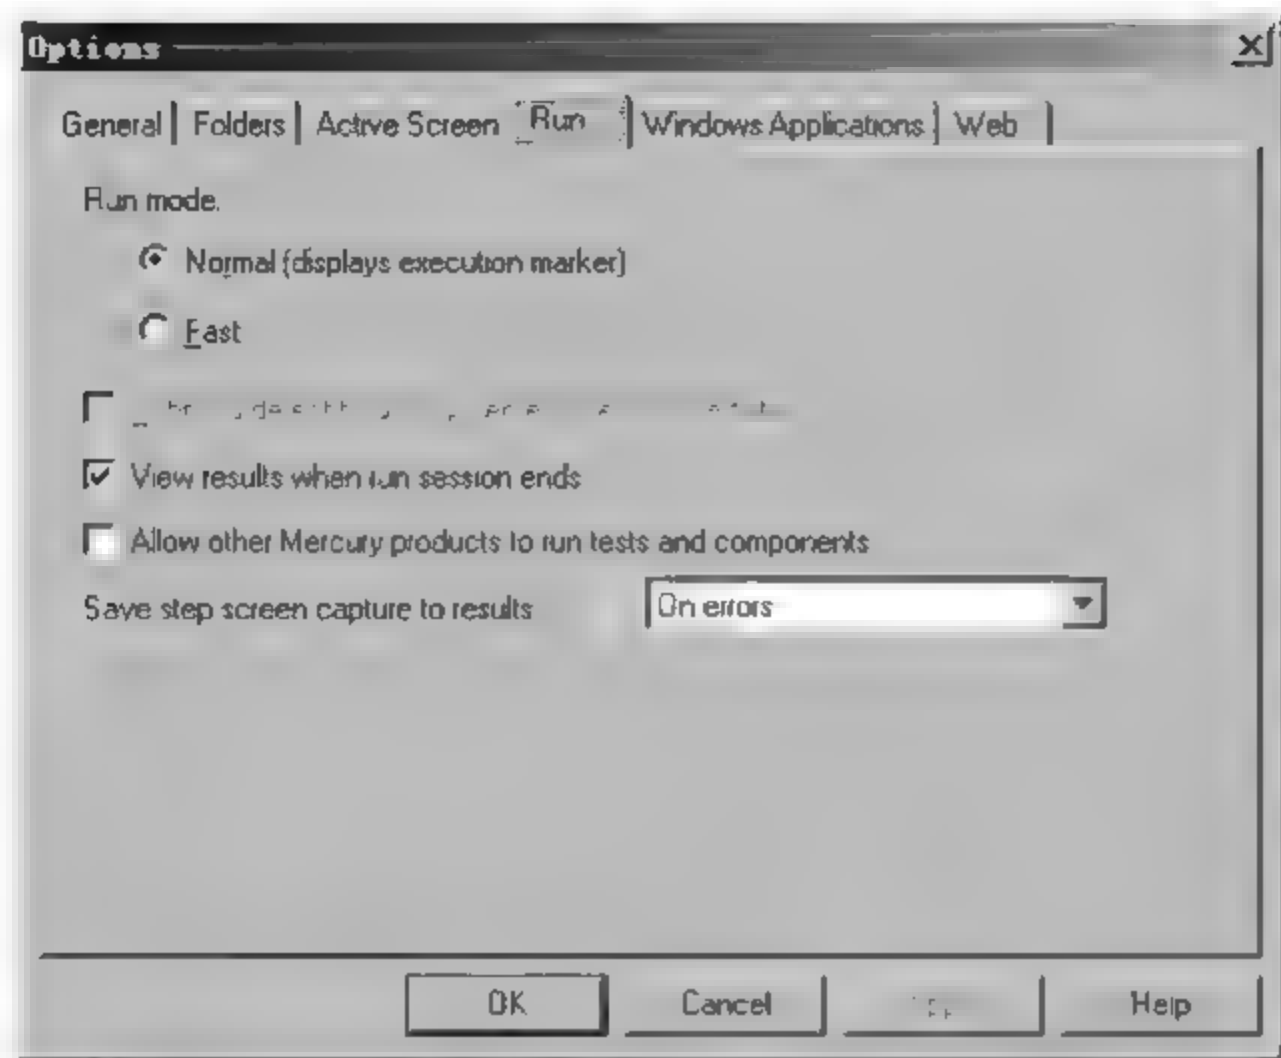 Options
General Folders Active Screen Run Windows Applications Web
Run mode.
Normal (displays execution marker)
Fast
View results when run session ends
Allow other Mercury products to run tests and components
Save step screen capture to results On errors
OK Cancel Help